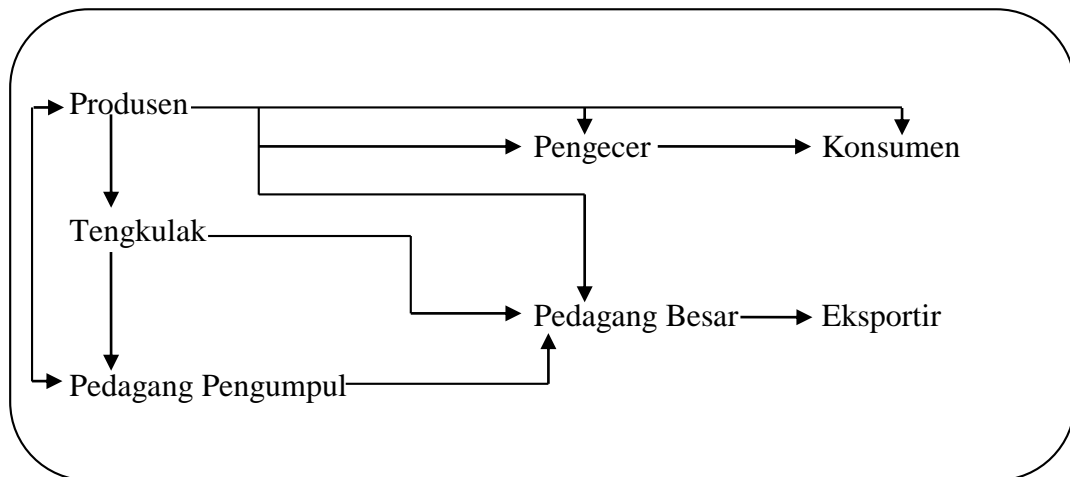 Produsen
Pengecer Konsumen
Tengkulak
Pedagang Besar Eksportir
Pedagang Pengumpul